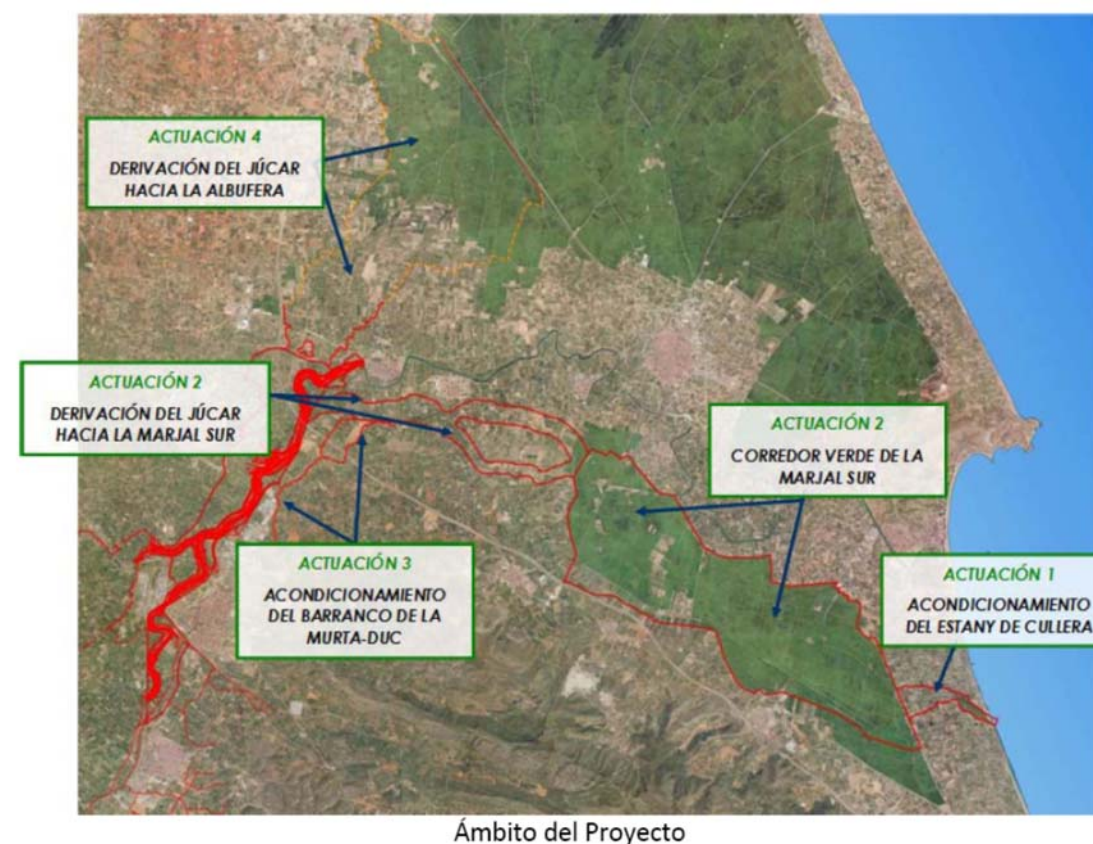 ACTUACIÓN 4
DERIVACIÓN DEL JÚCAR
HACIA LA ALBUFERA
ACTUACIÓN 2
DERIVACIÓN DEL JÚCAR
HACIA LA MARJAL SUR
ACTUACIÓN 2
CORREDOR VERDE DE LA
MARJAL SUR
ACTUACIÓN 3
ACONDICIONAMIENTO
DEL BARRANCO DE LA
MURTA-DUC
ACTUACIÓN 1
ACONDICIONAMIENTO
DEL ESTANY DE CULLERA
Ámbito del Proyecto